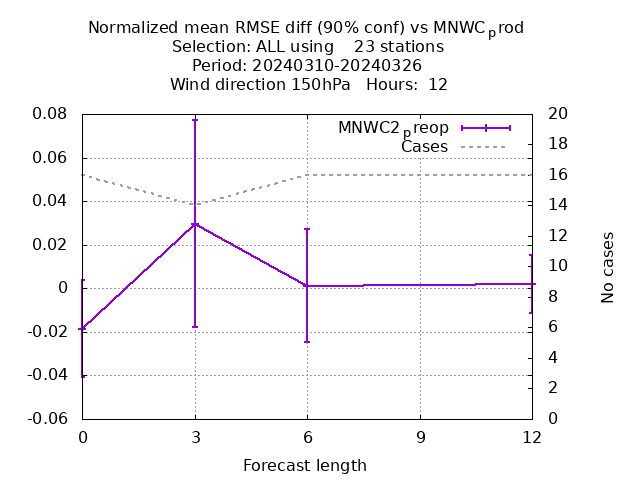 Normalized mean RMSE diff (90% conf) vs MNWCprod
Selection: ALL using    23 stations
Period: 20240310-20240326
Wind direction 150hPa   Hours:  12
MNWC2preop
Cases
0.08
0.06
0.04
0.02
0
-0.02
-0.04
-0.06
20
18
16
14
12
10
8
6
4
2
0
No cases
0 3 6 9 12
Forecast length